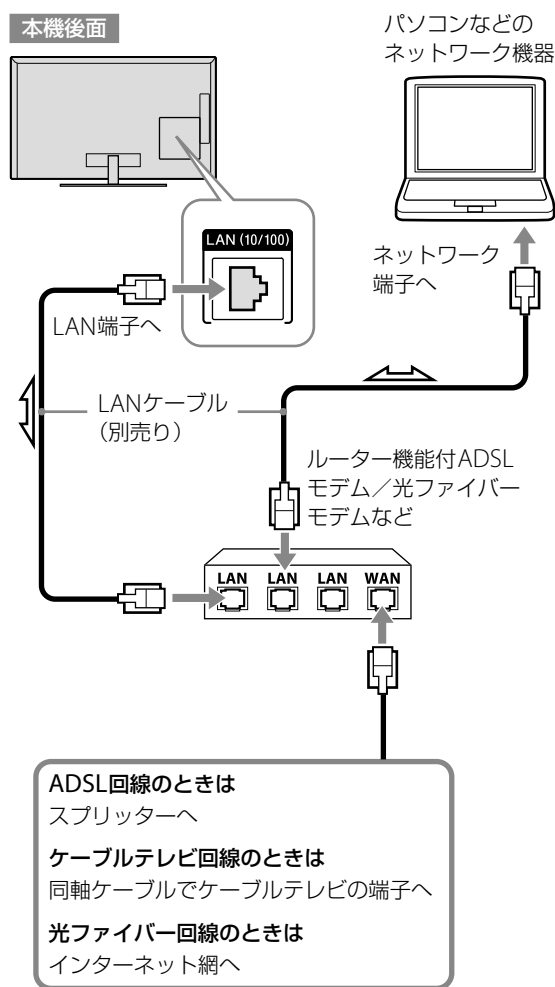 本機後面
パソコンなどの
ネットワーク機器
LAN (10/100)
ネットワーク
端子へ
LAN端子へ
LANケーブル
（別売り）
ルーター機能付ADSL
モデム／光ファイバー
モデムなど
LAN LAN LAN WAN
ADSL回線のときは
スプリッターへ
ケーブルテレビ回線のときは
同軸ケーブルでケーブルテレビの端子へ
光ファイバー回線のときは
インターネット網へ